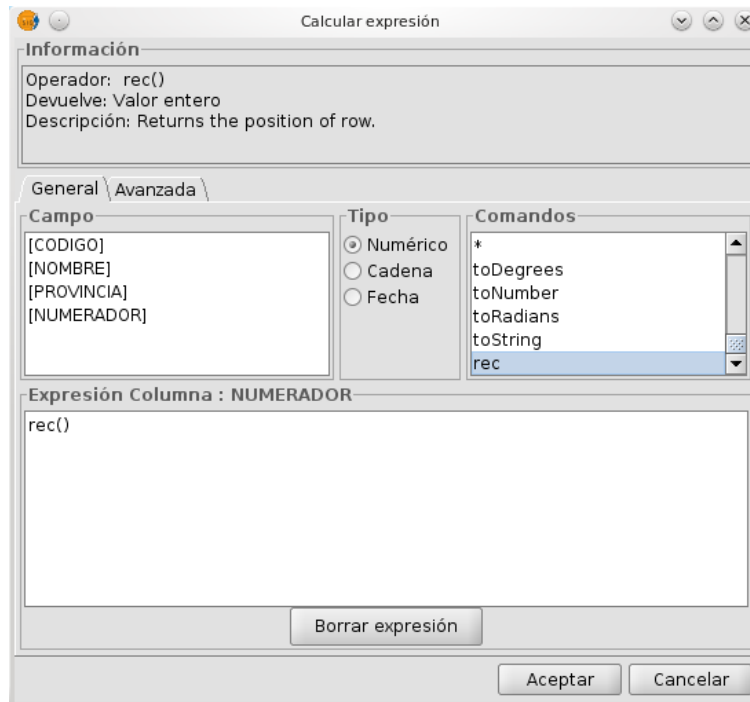 Calcular expresión
Información
Operador: rec()
Devuelve: Valor entero
Descripción: Returns the position of row.
General
Avanzada
Campo
[CODIGO]
[NOMBRE]
[PROVINCIA]
[NUMERADOR]
Tipo
Numérico
Cadena
Fecha
Comandos
*
toDegrees
toNumber
toRadians
toString
rec
Expresión Columna : NUMERADOR
rec()
Borrar expresión
Aceptar
Cancelar